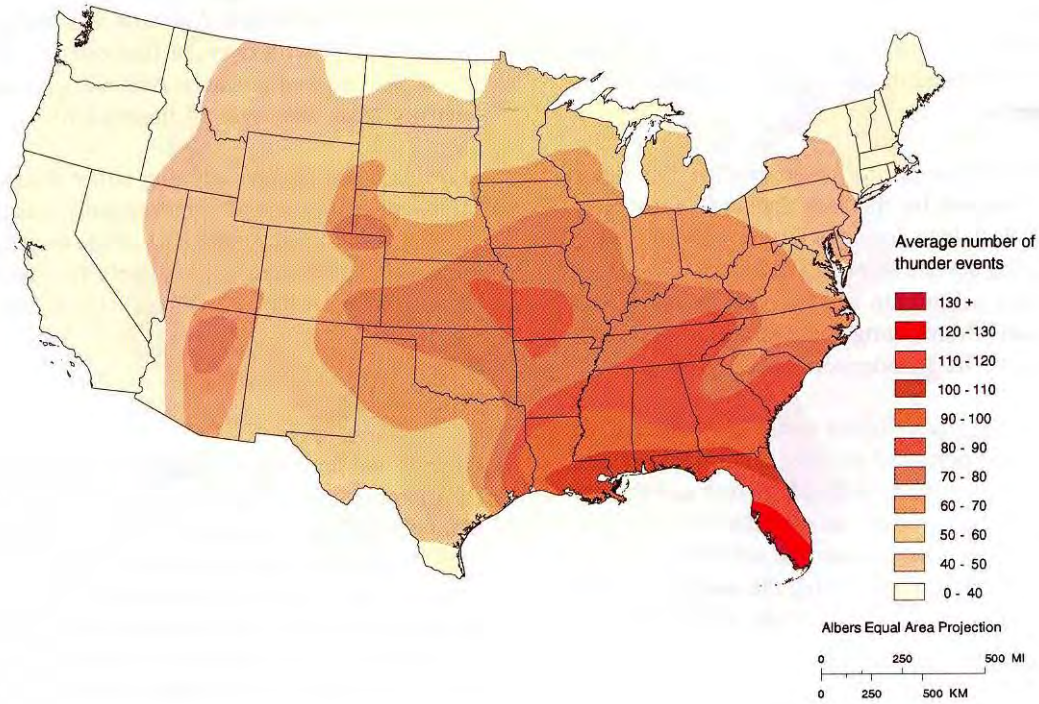 Average number of
thunder events
130 +
120 - 130
110 - 120
100 - 110
90 - 100
80 - 90
70 - 80
60 - 70
50 - 60
40 - 50
0 - 40
Albers Equal Area Projection
0 250 500 MI
0 250 500 KM